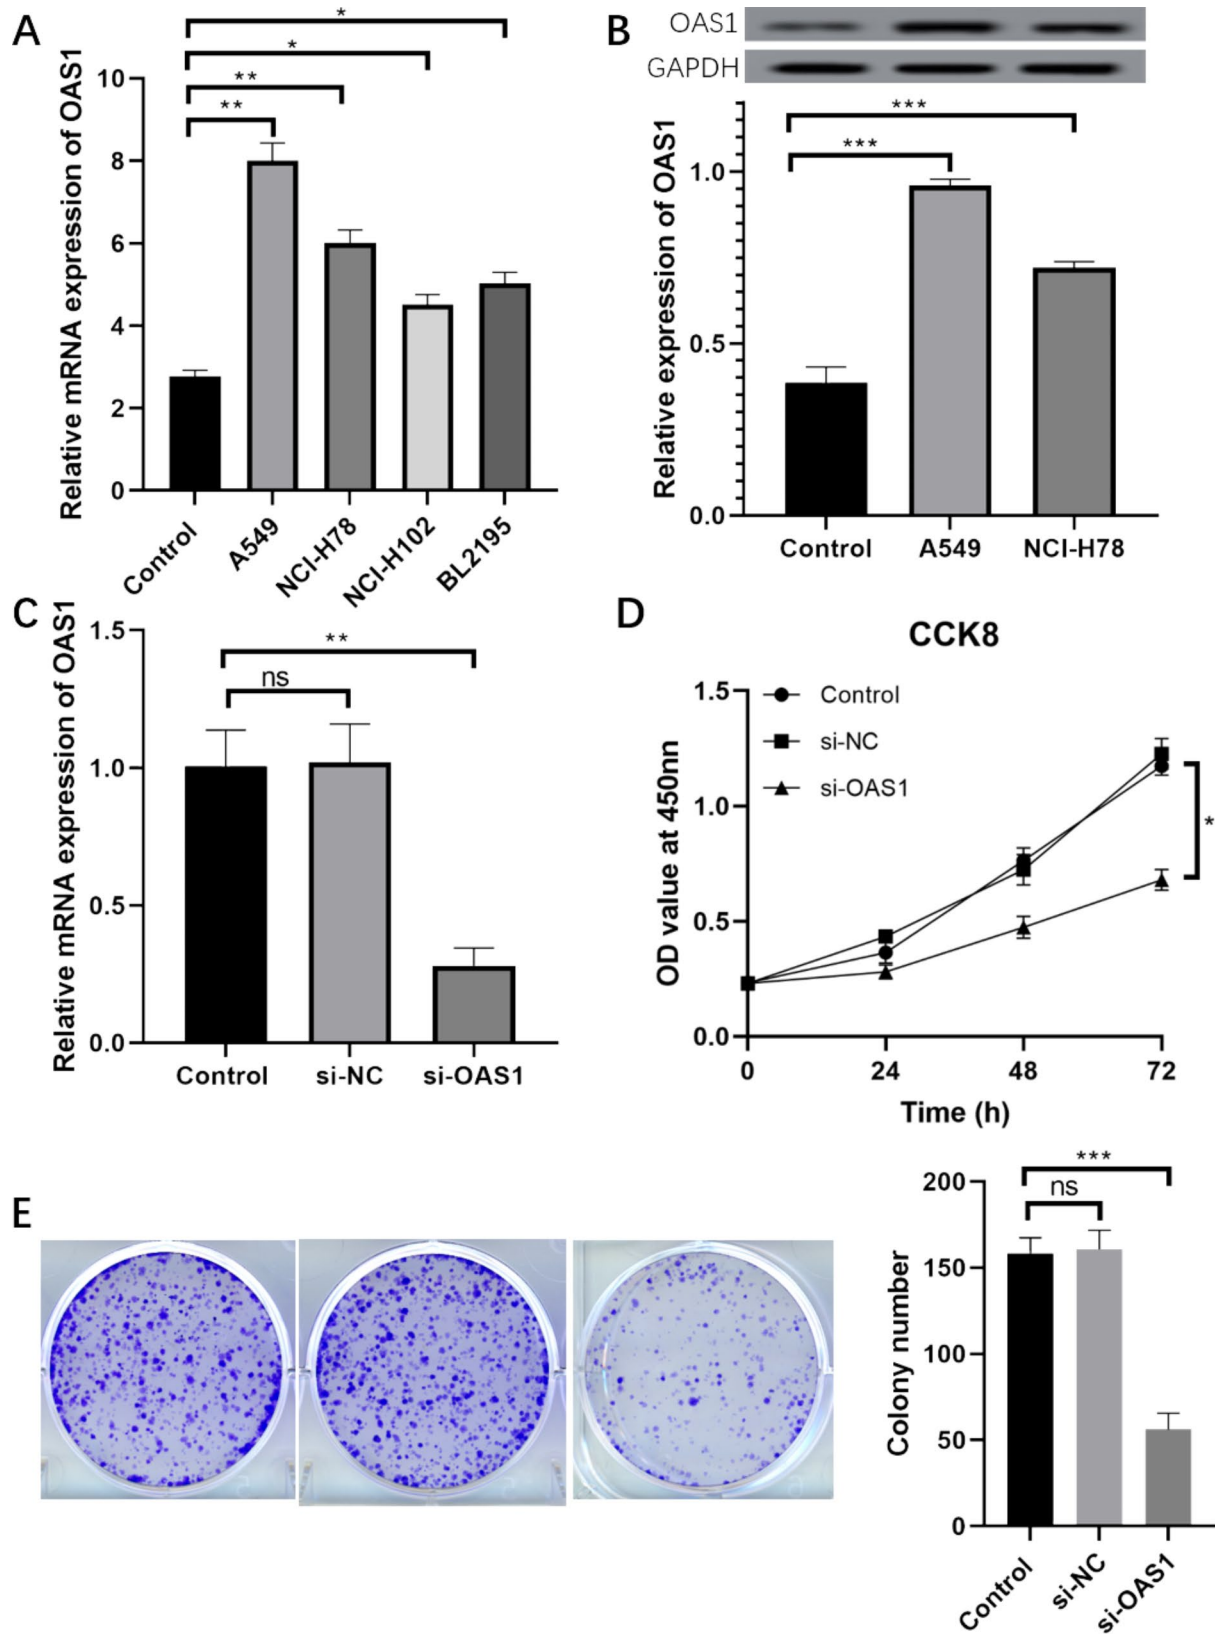 A
Relative mRNA expression of OAS1
10
8
6
4
2
0
*
*
**
**
Control
A549
NCI-H78
NCI-H102
BL2195
B
OAS1
GAPDH
Relative expression of OAS1
1.0
0.5
0.0
***
***
Control
A549
NCI-H78
C
Relative mRNA expression of OAS1
1.5
1.0
0.5
0.0
**
ns
Control
si-NC
si-OAS1
D
CCK8
OD value at 450nn
1.5
1.0
0.5
0.0
Control
si-NC
si-OAS1
*
0
24
48
72
Time (h)
E
Colony number
200
150
100
50
0
***
ns
Control
si-NC
si-OAS1